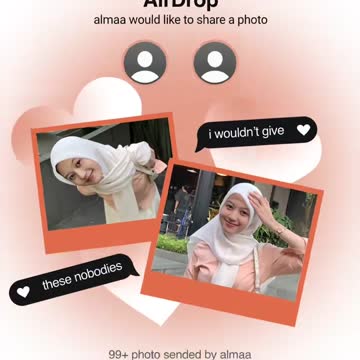 AirDrop
almaa would like to share a photo
i wouldn't give
these nobodies
99+ photo sended by almaa